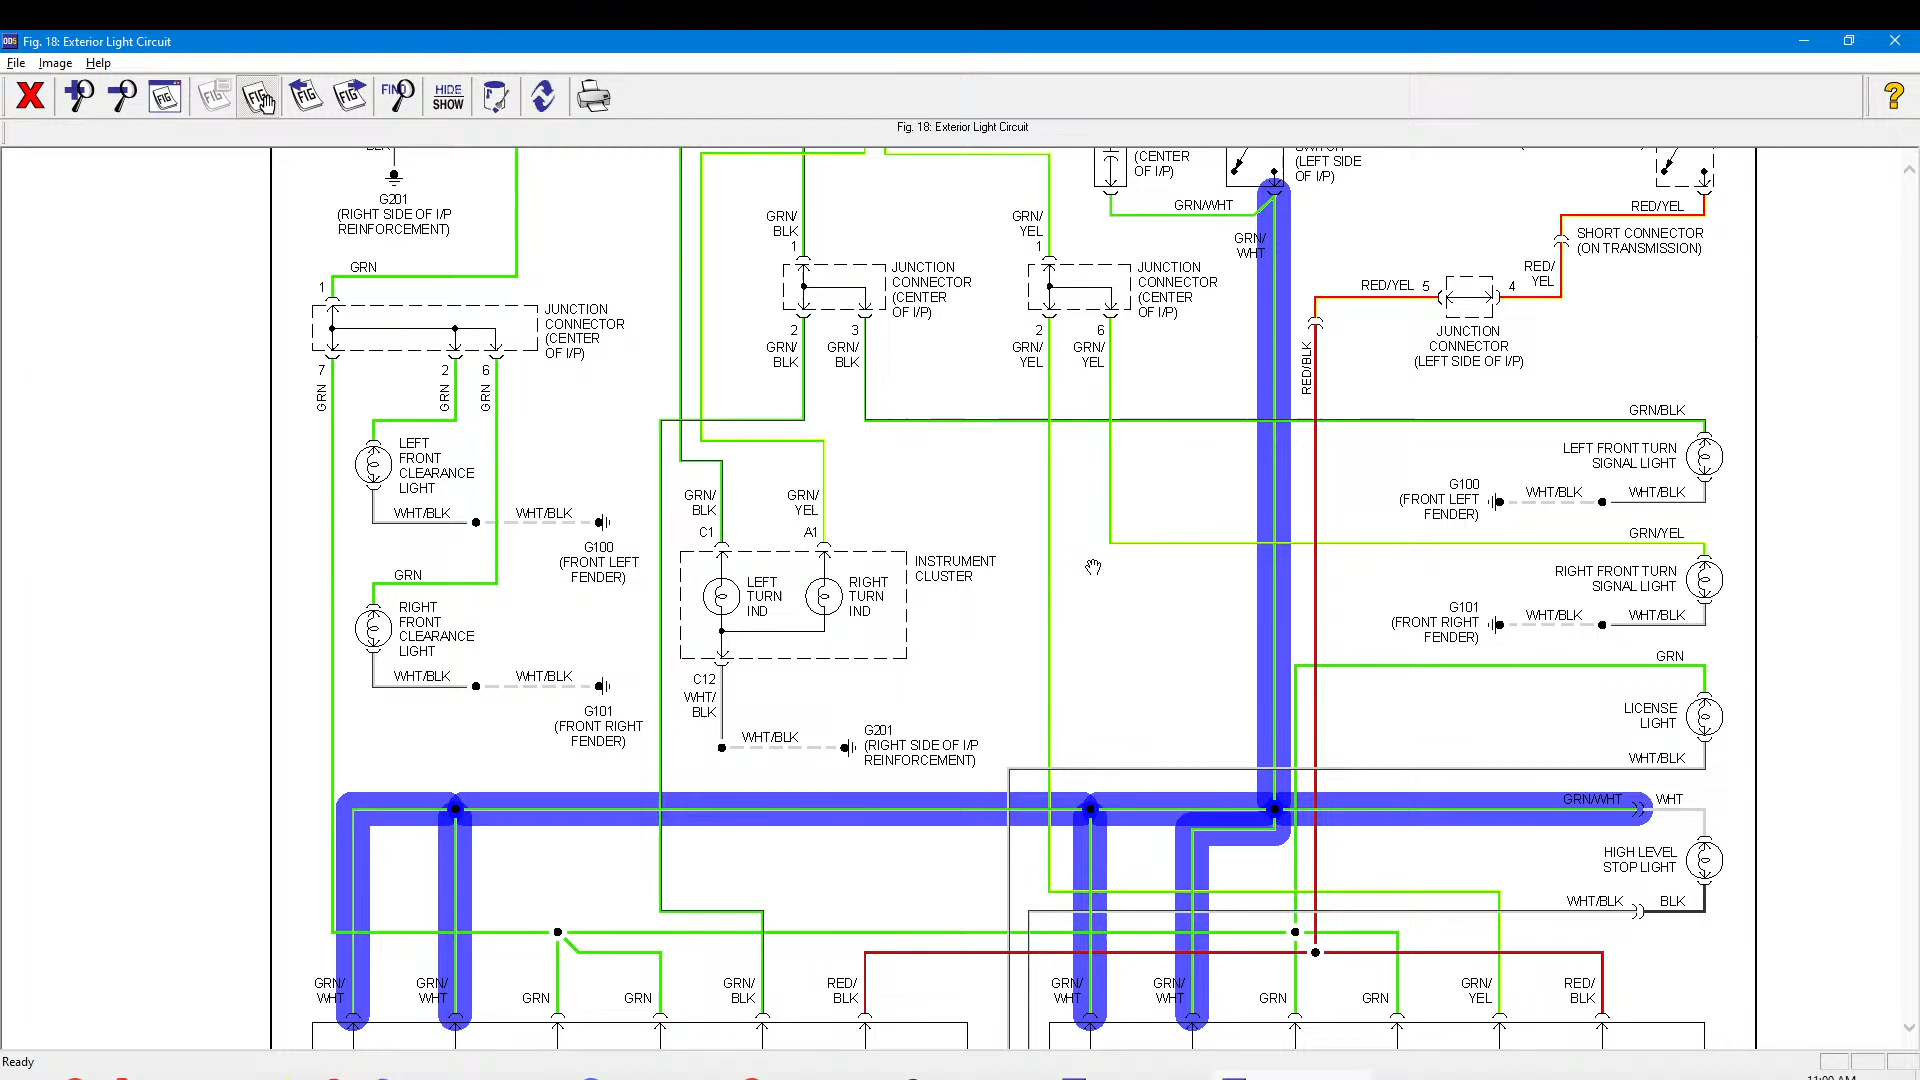 Fig. 18: Exterior Light Circuit
File Image Help
FIG
FIG
FIG
FIG
FIG
FIND
HIDE
SHOW
Fig. 18: Exterior Light Circuit
G201
(RIGHT SIDE OF I/P
REINFORCEMENT)
(CENTER
OF I/P)
(LEFT SIDE
OF I/P)
GRN/WHT
RED/YEL
SHORT CONNECTOR
(ON TRANSMISSION)
GRN/
BLK
1
GRN/
YEL
1
GRN/
WHT
RED/
YEL
GRN
1
JUNCTION
CONNECTOR
(CENTER
OF I/P)
JUNCTION
CONNECTOR
(CENTER
OF I/P)
RED/YEL 5
4
JUNCTION
CONNECTOR
(CENTER
OF I/P)
JUNCTION
CONNECTOR
(LEFT SIDE OF I/P)
2
3
2
6
GRN/
BLK
GRN/
BLK
GRN/
YEL
GRN/
YEL
RED/BLK
7
2
6
GRN
GRN
GRN
GRN/BLK
LEFT
FRONT
CLEARANCE
LIGHT
LEFT FRONT TURN
SIGNAL LIGHT
WHT/BLK
WHT/BLK
G100
(FRONT LEFT
FENDER)
G100
(FRONT LEFT
FENDER)
WHT/BLK
WHT/BLK
GRN/
BLK
C1
GRN/
YEL
A1
GRN/YEL
INSTRUMENT
CLUSTER
LEFT
TURN
IND
RIGHT
TURN
IND
RIGHT FRONT TURN
SIGNAL LIGHT
GRN
RIGHT
FRONT
CLEARANCE
LIGHT
G101
(FRONT RIGHT
FENDER)
WHT/BLK
WHT/BLK
WHT/BLK
WHT/BLK
G101
(FRONT RIGHT
FENDER)
C12
WHT/
BLK
WHT/BLK
G201
(RIGHT SIDE OF I/P
REINFORCEMENT)
GRN
LICENSE
LIGHT
WHT/BLK
GRN/WHT
WHT
HIGH LEVEL
STOP LIGHT
WHT/BLK
BLK
GRN/
WHT
GRN/
WHT
GRN
GRN
GRN/
BLK
RED/
BLK
GRN/
WHT
GRN/
WHT
GRN
GRN
GRN/
YEL
RED/
BLK
Ready